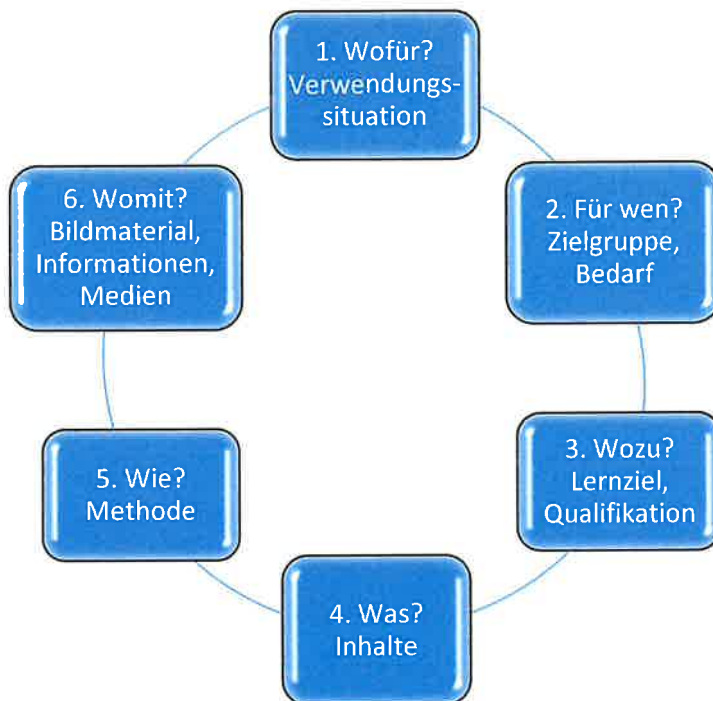 1. Wofür?
Verwendungs-
situation
2. Für wen?
Zielgruppe,
Bedarf
3. Wozu?
Lernziel,
Qualifikation
4. Was?
Inhalte
5. Wie?
Methode
6. Womit?
Bildmaterial,
Informationen,
Medien